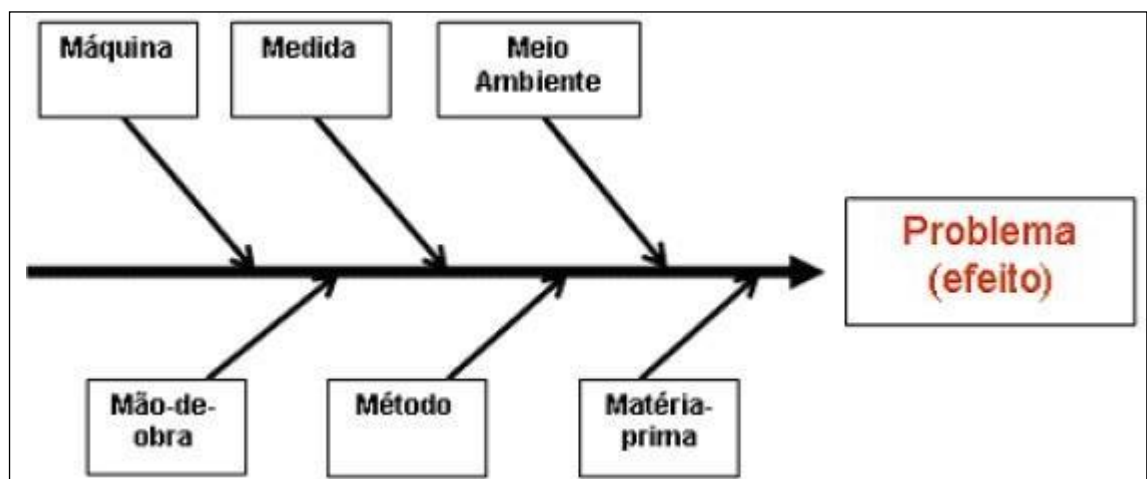 Máquina
Medida
Meio
Ambiente
Problema
(efeito)
Mão-de-
obra
Método
Matéria-
prima